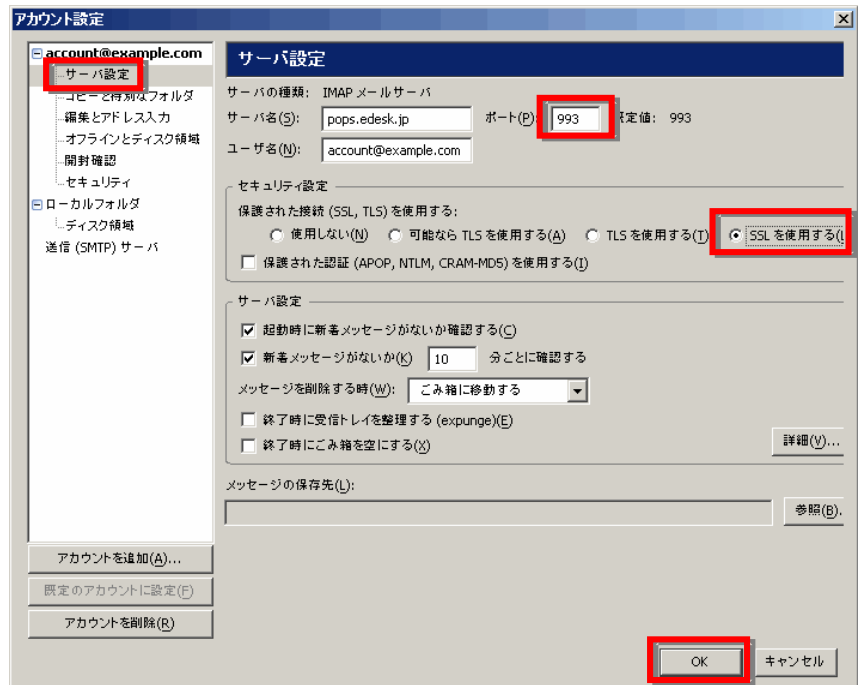 アカウント設定
account@example.com
サーバ設定
コピーと特別なフォルダ
編集とアドレス入力
オフラインとディスク領域
開封確認
セキュリティ
ローカルフォルダ
ディスク領域
送信 (SMTP) サーバ
アカウントを追加(A)...
既定のアカウントに設定(F)
アカウントを削除(R)
サーバ設定
サーバの種類: IMAP メールサーバ
サーバ名(S): pops.edesk.jp ポート(P): 993 既定値: 993
ユーザ名(N): account@example.com
セキュリティ設定
保護された接続 (SSL, TLS) を使用する:
使用しない(N) 可能なら TLS を使用する(A) TLS を使用する(T) SSL を使用する(L
保護された認証 (APOP, NTLM, CRAM-MD5) を使用する(I)
サーバ設定
起動時に新着メッセージがないか確認する(C)
新着メッセージがないか(K) 10 分ごとに確認する
メッセージを削除する時(W): ごみ箱に移動する
終了時に受信トレイを整理する (expunge)(E)
終了時にごみ箱を空にする(X)
詳細(V)...
メッセージの保存先(L):
参照(B).
OK キャンセル